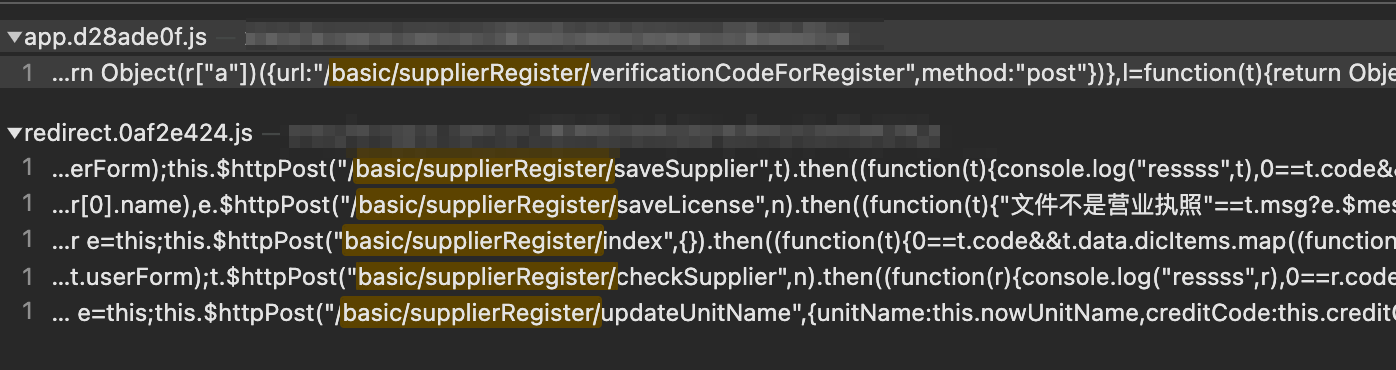 ▼app.d28ade0f.js —
1 …rn Object(r["a"])({url:"/basic/supplierRegister/verificationCodeForRegister",method:"post"})},l=function(t){return Obje
▼redirect.0af2e424.js —
1 …erForm);this.$httpPost("/basic/supplierRegister/saveSupplier",t).then((function(t){console.log("ressss",t),0==t.code&&
1 …r[0].name),e.$httpPost("/basic/supplierRegister/saveLicense",n).then((function(t){"文件不是营业执照"==t.msg?e.$mes
1 …r e=this;this.$httpPost("basic/supplierRegister/index",{}).then((function(t){0==t.code&&t.data.dicItems.map((function
1 …t.userForm);t.$httpPost("basic/supplierRegister/checkSupplier",n).then((function(r){console.log("ressss",r),0==r.code
1 … e=this;this.$httpPost("/basic/supplierRegister/updateUnitName",{unitName:this.nowUnitName,creditCode:this.creditC